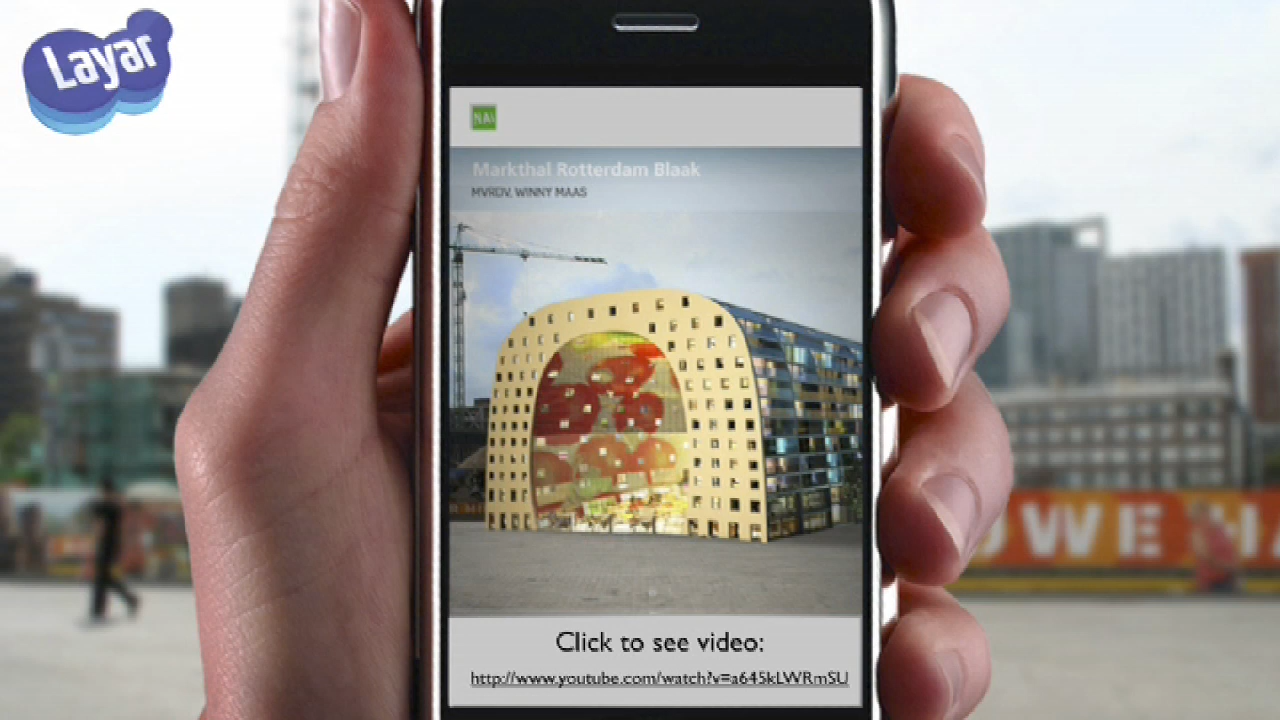 Layar
NAi
Markthal Rotterdam Blaak
MVRDV, WINNY MAAS
Click to see video:
http://www.youtube.com/watch?v=a645kLWRmSU